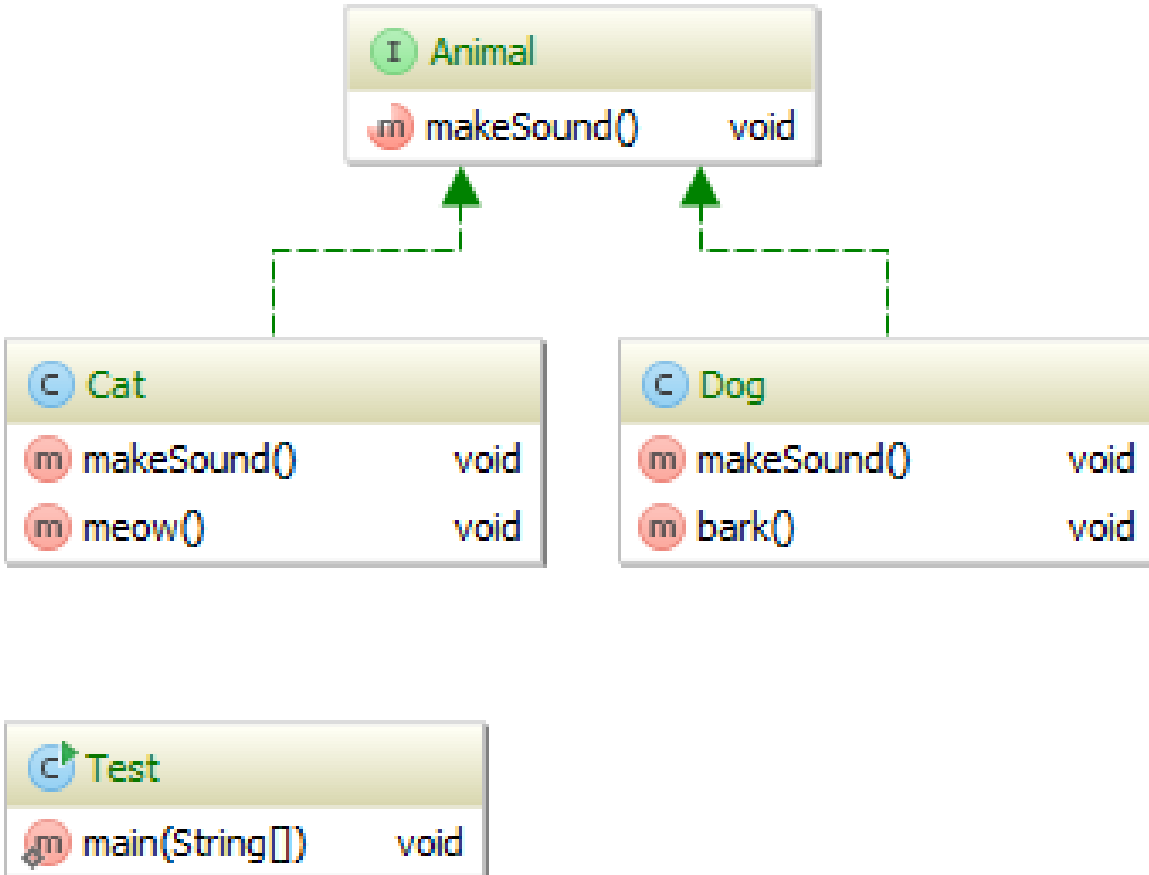 I Animal
m makeSound() void
C Cat
m makeSound() void
m meow() void
C Dog
m makeSound() void
m bark() void
C Test
m main(String[]) void